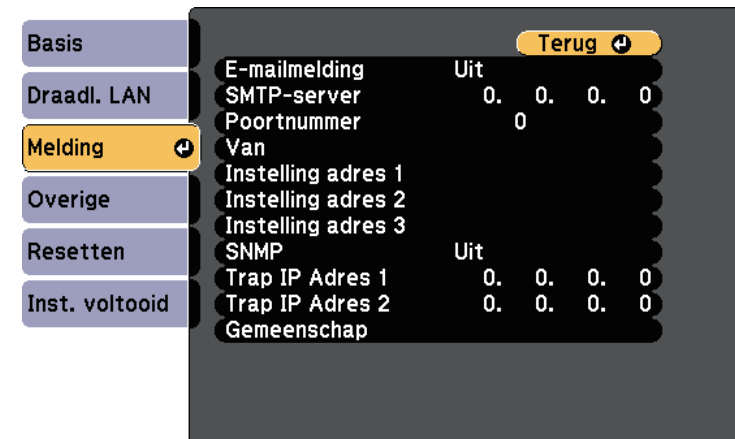 Basis
Draadl. LAN
Melding
Overige
Resetten
Inst. voltooid
Terug
E-mailmelding Uit
SMTP-server 0. 0. 0. 0
Poortnummer 0
Van
Instelling adres 1
Instelling adres 2
Instelling adres 3
SNMP Uit
Trap IP Adres 1 0. 0. 0. 0
Trap IP Adres 2 0. 0. 0. 0
Gemeenschap